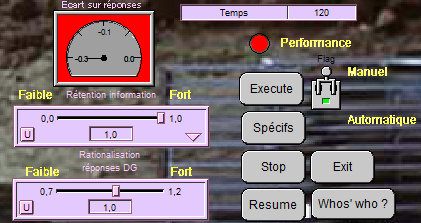 Ecart sur réponses
-0.1
-0.3
0.0
Temps 120
Performance
Flag
Manuel
Automatique
Faible Rétention information Fort
0,0 1,0
U 1,0
Rationalisation
réponses DG
Faible Fort
0,7 1,2
U 1,0
Execute
Spécifs
Stop Exit
Resume Whos' who ?